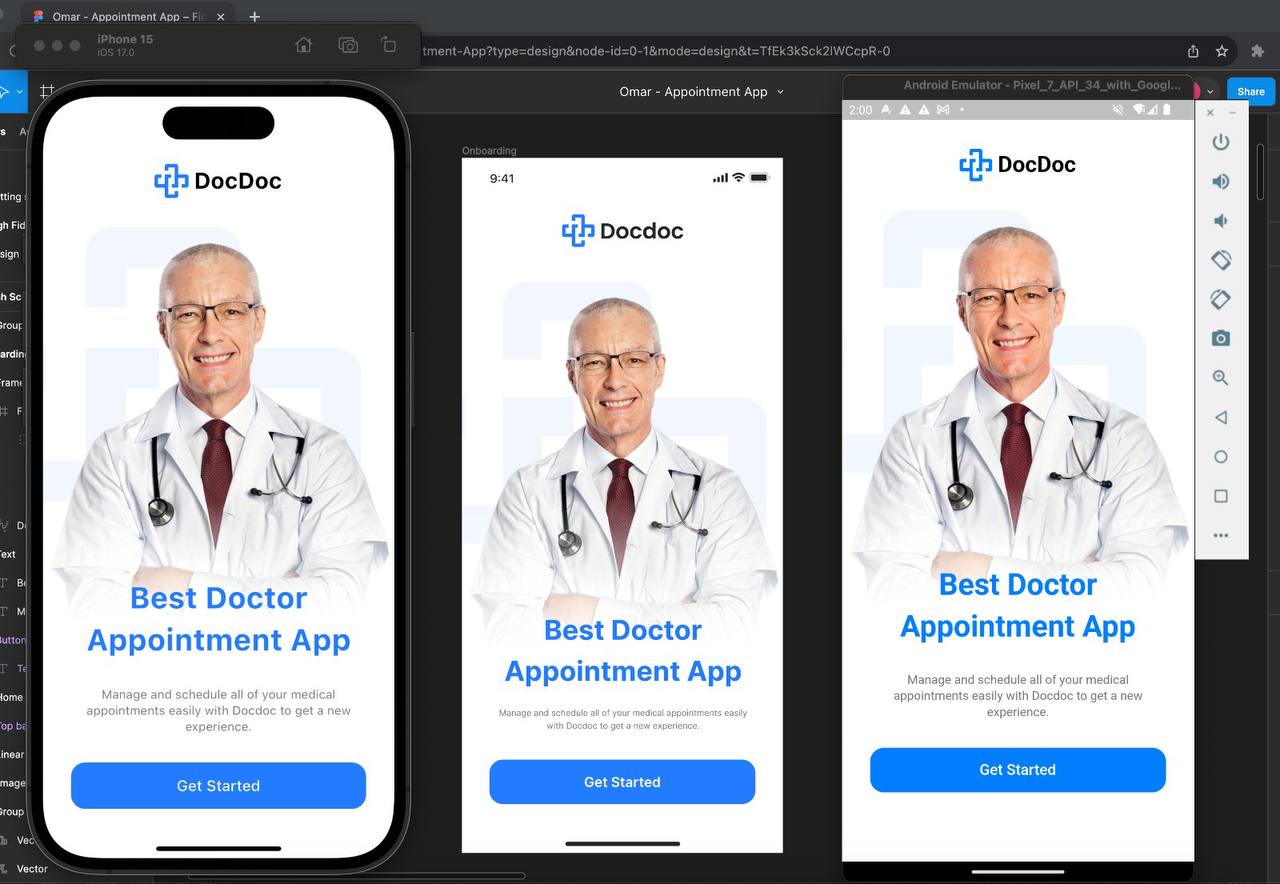 Omar - Appointment App – Fi
iPhone 15
iOS 17.0
tment-App?type=design&node-id=0-1&mode=design&t=TfEk3kSck2lWCcpR-0
Omar - Appointment App
Share
Android Emulator - Pixel_7_API_34_with_Googl...
DocDoc
Best Doctor
Appointment App
Manage and schedule all of your medical
appointments easily with Docdoc to get a new
experience.
Get Started
Onboarding
9:41
Docdoc
Best Doctor
Appointment App
Manage and schedule all of your medical appointments easily
with Docdoc to get a new experience.
Get Started
2:00
DocDoc
Best Doctor
Appointment App
Manage and schedule all of your medical
appointments easily with Docdoc to get a new
experience.
Get Started
tting s
gh Fid
sign
sh Sc
Group
arding
Frame
F
Do
Text
Be
M
Button
Te
Home
Top ba
Linear
mage
Group
Vec
Vector